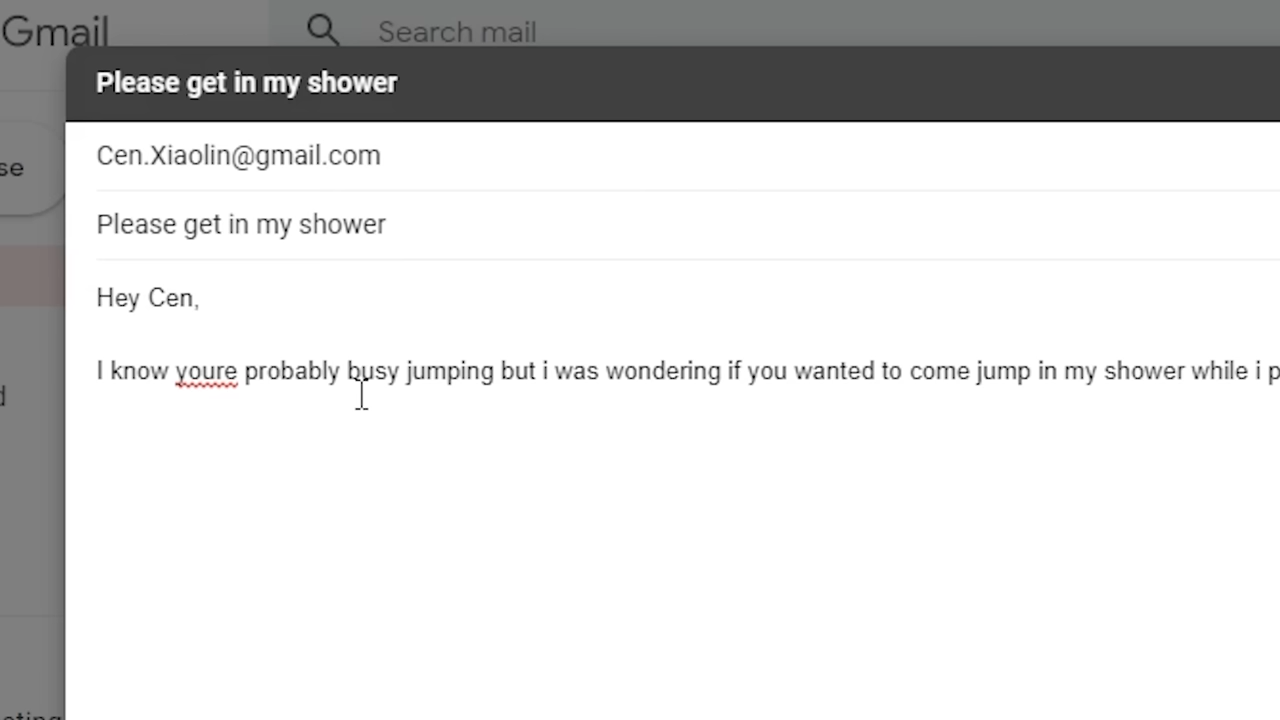 Gmail
Search mail
Please get in my shower
Cen.Xiaolin@gmail.com
se
Please get in my shower
Hey Cen,
I know youre probably busy jumping but i was wondering if you wanted to come jump in my shower while i p
d